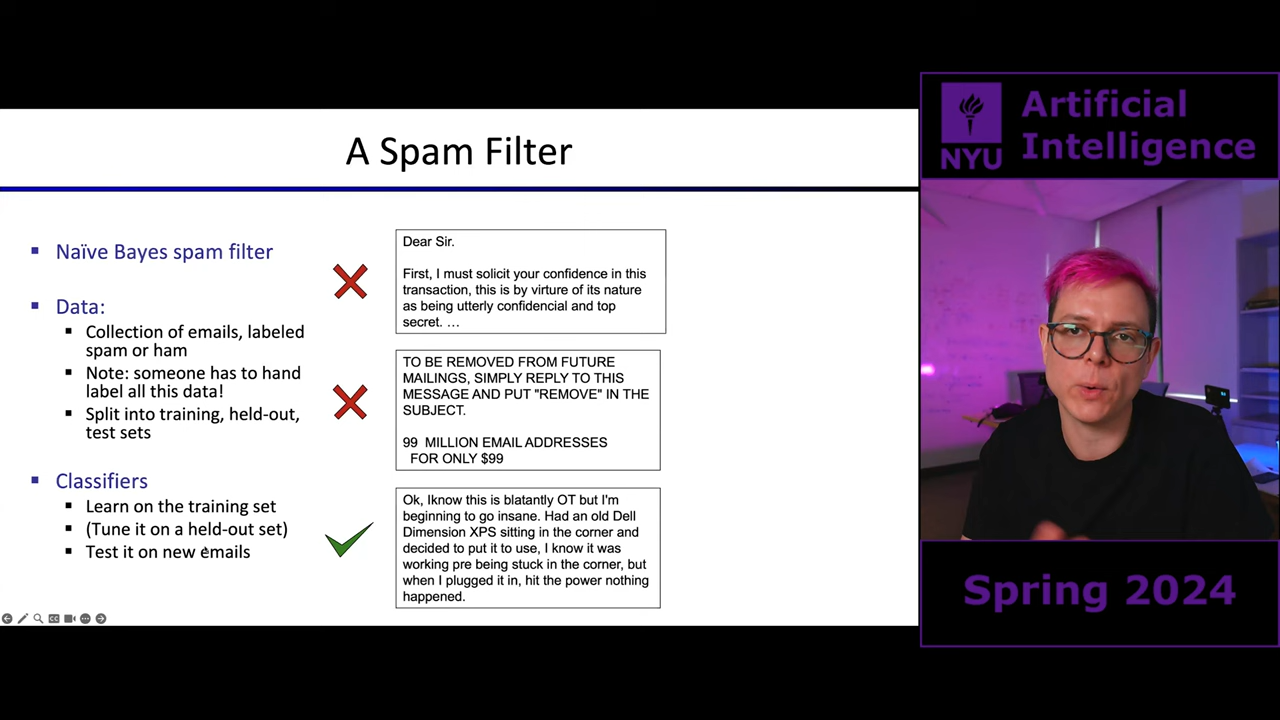 A Spam Filter
Naïve Bayes spam filter
Data:
Collection of emails, labeled
spam or ham
Note: someone has to hand
label all this data!
Split into training, held-out,
test sets
Classifiers
Learn on the training set
(Tune it on a held-out set)
Test it on new emails
Dear Sir.
First, I must solicit your confidence in this
transaction, this is by virture of its nature
as being utterly confidencial and top
secret. …
TO BE REMOVED FROM FUTURE
MAILINGS, SIMPLY REPLY TO THIS
MESSAGE AND PUT "REMOVE" IN THE
SUBJECT.
99 MILLION EMAIL ADDRESSES
FOR ONLY $99
Ok, Iknow this is blatantly OT but I'm
beginning to go insane. Had an old Dell
Dimension XPS sitting in the corner and
decided to put it to use, I know it was
working pre being stuck in the corner, but
when I plugged it in, hit the power nothing
happened.
NYU
Artificial
Intelligence
Spring 2024